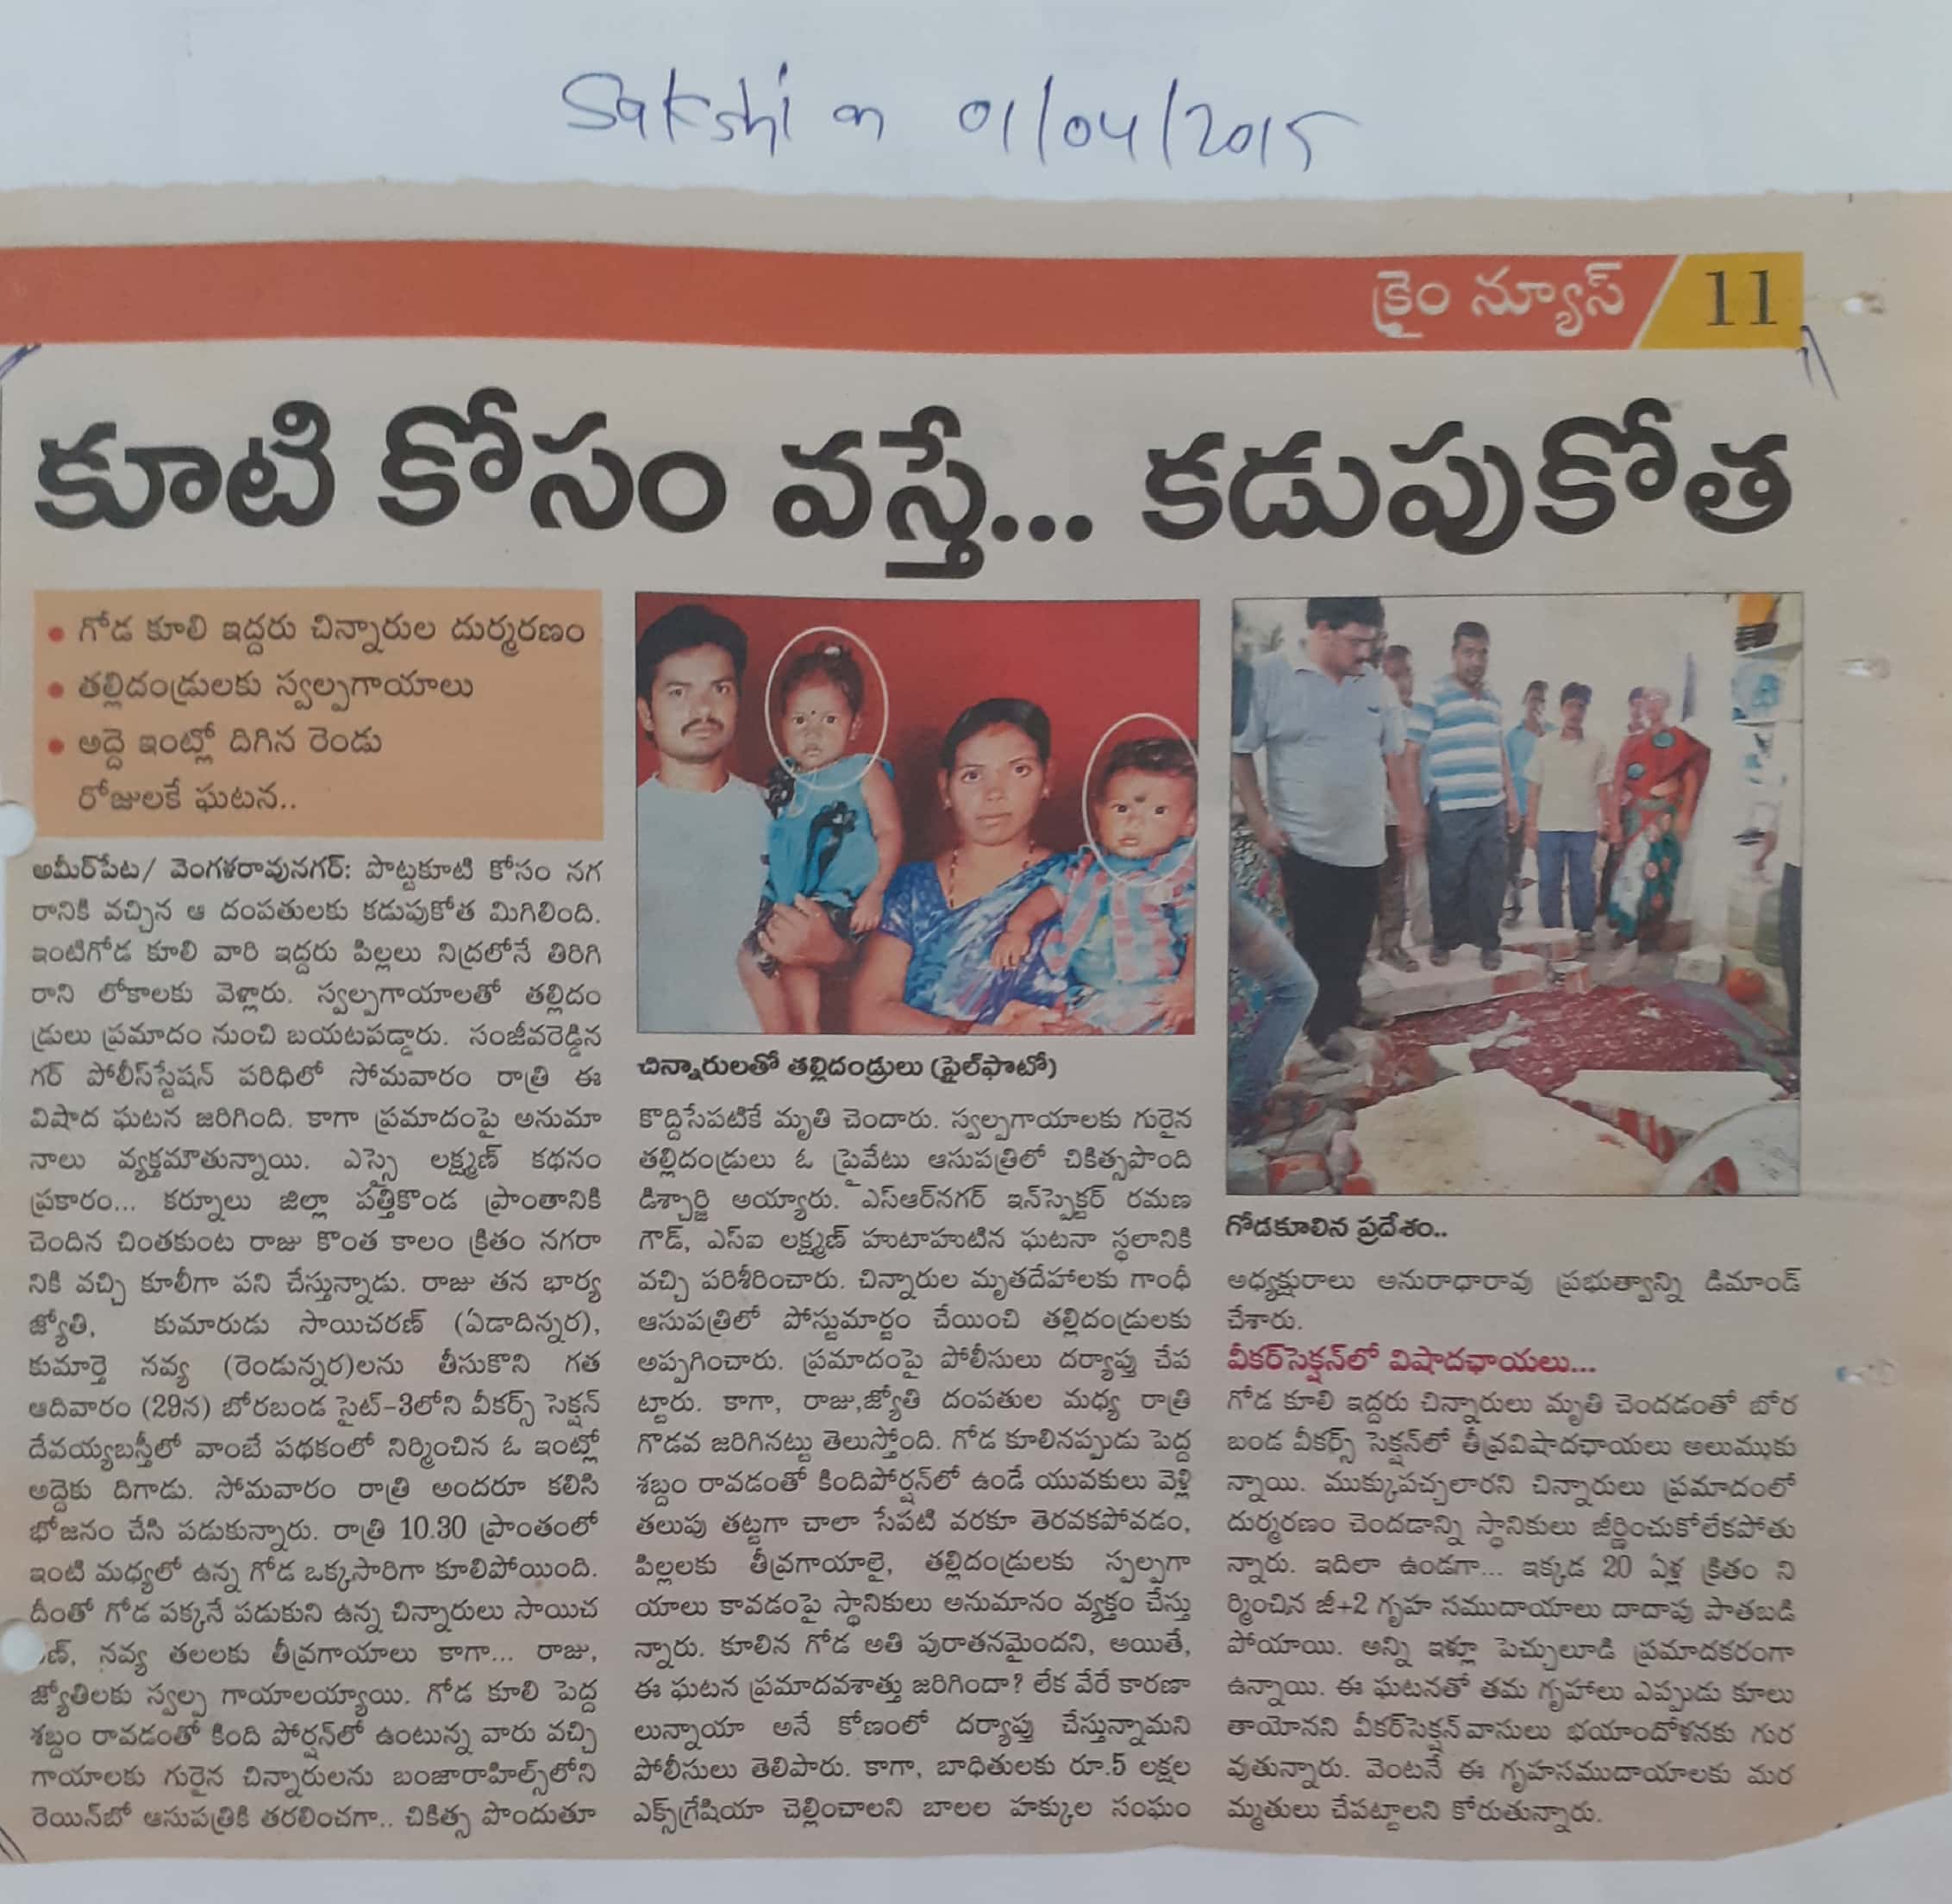 Sakshi on 01/04/2015
క్రైం న్యూస్ 11
కూటి కోసం వస్తే... కడుపుకోత
• గోడ కూలి ఇద్దరు చిన్నారుల దుర్మరణం
• తల్లిదండ్రులకు స్వల్పగాయాలు
• అద్దె ఇంట్లో దిగిన రెండు
రోజులకే ఘటన..
అమీర్‌పేట/ వెంగళరావునగర్: పొట్టకూటి కోసం నగ
రానికి వచ్చిన ఆ దంపతులకు కడుపుకోత మిగిలింది.
ఇంటిగోడ కూలి వారి ఇద్దరు పిల్లలు నిద్రలోనే తిరిగి
రాని లోకాలకు వెళ్లారు. స్వల్పగాయాలతో తల్లిదం
డ్రులు ప్రమాదం నుంచి బయటపడ్డారు. సంజీవరెడ్డిన
గర్ పోలీస్‌స్టేషన్ పరిధిలో సోమవారం రాత్రి ఈ
విషాద ఘటన జరిగింది. కాగా ప్రమాదంపై అనుమా
నాలు వ్యక్తమౌతున్నాయి. ఎస్సై లక్ష్మణ్ కథనం
ప్రకారం... కర్నూలు జిల్లా పత్తికొండ ప్రాంతానికి
చెందిన చింతకుంట రాజు కొంత కాలం క్రితం నగరా
నికి వచ్చి కూలీగా పని చేస్తున్నాడు. రాజు తన భార్య
జ్యోతి, కుమారుడు సాయిచరణ్ (ఏడాదిన్నర),
కుమార్తె నవ్య (రెండున్నర)లను తీసుకొని గత
ఆదివారం (29న) బోరబండ సైట్-3లోని వీకర్స్ సెక్షన్
దేవయ్యబస్తీలో వాంబే పథకంలో నిర్మించిన ఓ ఇంట్లో
అద్దెకు దిగాడు. సోమవారం రాత్రి అందరూ కలిసి
భోజనం చేసి పడుకున్నారు. రాత్రి 10.30 ప్రాంతంలో
ఇంటి మధ్యలో ఉన్న గోడ ఒక్కసారిగా కూలిపోయింది.
దీంతో గోడ పక్కనే పడుకుని ఉన్న చిన్నారులు సాయిచ
ణ్, నవ్య తలలకు తీవ్రగాయాలు కాగా... రాజు,
జ్యోతిలకు స్వల్ప గాయాలయ్యాయి. గోడ కూలి పెద్ద
శబ్దం రావడంతో కింది పోర్షన్‌లో ఉంటున్న వారు వచ్చి
గాయాలకు గురైన చిన్నారులను బంజారాహిల్స్‌లోని
రెయిన్‌బో ఆసుపత్రికి తరలించగా.. చికిత్స పొందుతూ
చిన్నారులతో తల్లిదండ్రులు (ఫైల్‌ఫొటో)
కొద్దిసేపటికే మృతి చెందారు. స్వల్పగాయాలకు గురైన
తల్లిదండ్రులు ఓ ప్రైవేటు ఆసుపత్రిలో చికిత్సపొంది
డిశ్చార్జి అయ్యారు. ఎస్ఆర్‌నగర్ ఇన్‌స్పెక్టర్ రమణ
గౌడ్, ఎస్ఐ లక్ష్మణ్ హుటాహుటిన ఘటనా స్థలానికి
వచ్చి పరిశీరించారు. చిన్నారుల మృతదేహాలకు గాంధీ
ఆసుపత్రిలో పోస్టుమార్టం చేయించి తల్లిదండ్రులకు
అప్పగించారు. ప్రమాదంపై పోలీసులు దర్యాప్తు చేప
ట్టారు. కాగా, రాజు,జ్యోతి దంపతుల మధ్య రాత్రి
గొడవ జరిగినట్టు తెలుస్తోంది. గోడ కూలినప్పుడు పెద్ద
శబ్దం రావడంతో కిందిపోర్షన్‌లో ఉండే యువకులు వెళ్లి
తలుపు తట్టగా చాలా సేపటి వరకూ తెరవకపోవడం,
పిల్లలకు తీవ్రగాయాలై, తల్లిదండ్రులకు స్పల్పగా
యాలు కావడంపై స్థానికులు అనుమానం వ్యక్తం చేస్తు
న్నారు. కూలిన గోడ అతి పురాతనమైందని, అయితే,
ఈ ఘటన ప్రమాదవశాత్తు జరిగిందా? లేక వేరే కారణా
లున్నాయా అనే కోణంలో దర్యాప్తు చేస్తున్నామని
పోలీసులు తెలిపారు. కాగా, బాధితులకు రూ.5 లక్షల
ఎక్స్‌గ్రేషియా చెల్లించాలని బాలల హక్కుల సంఘం
గోడకూలిన ప్రదేశం..
అధ్యక్షురాలు అనురాధారావు ప్రభుత్వాన్ని డిమాండ్
చేశారు.
వీకర్‌సెక్షన్‌లో విషాదఛాయలు...
గోడ కూలి ఇద్దరు చిన్నారులు మృతి చెందడంతో బోర
బండ వీకర్స్ సెక్షన్‌లో తీవ్రవిషాదఛాయలు అలుముకు
న్నాయి. ముక్కుపచ్చలారని చిన్నారులు ప్రమాదంలో
దుర్మరణం చెందడాన్ని స్థానికులు జీర్ణించుకోలేకపోతు
న్నారు. ఇదిలా ఉండగా... ఇక్కడ 20 ఏళ్ల క్రితం ని
ర్మించిన జీ+2 గృహ సముదాయాలు దాదాపు పాతబడి
పోయాయి. అన్ని ఇళ్లూ పెచ్చులూడి ప్రమాదకరంగా
ఉన్నాయి. ఈ ఘటనతో తమ గృహాలు ఎప్పుడు కూలు
తాయోనని వీకర్‌సెక్షన్ వాసులు భయాందోళనకు గుర
వుతున్నారు. వెంటనే ఈ గృహసముదాయాలకు మర
మ్మతులు చేపట్టాలని కోరుతున్నారు.